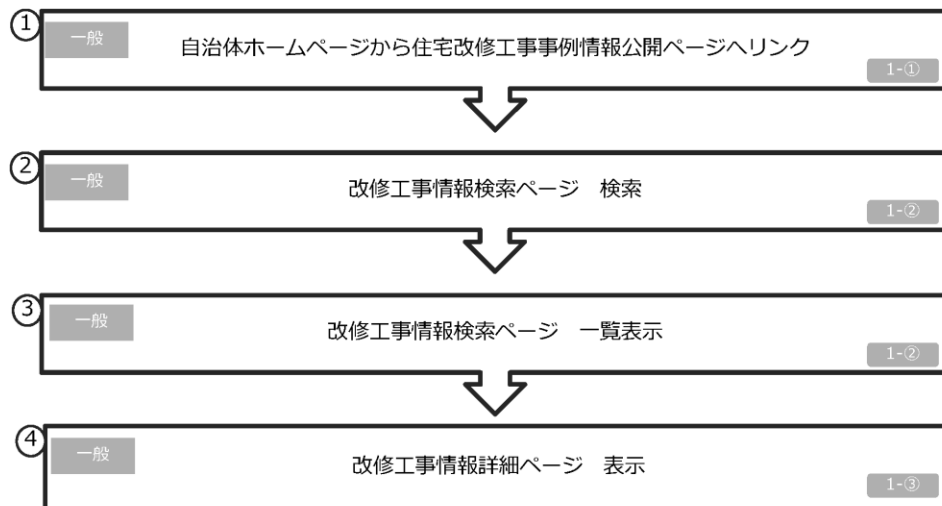 ①
一般
自治体ホームページから住宅改修工事事例情報公開ページへリンク
1-①
②
一般
改修工事情報検索ページ　検索
1-②
③
一般
改修工事情報検索ページ　一覧表示
1-②
④
一般
改修工事情報詳細ページ　表示
1-③